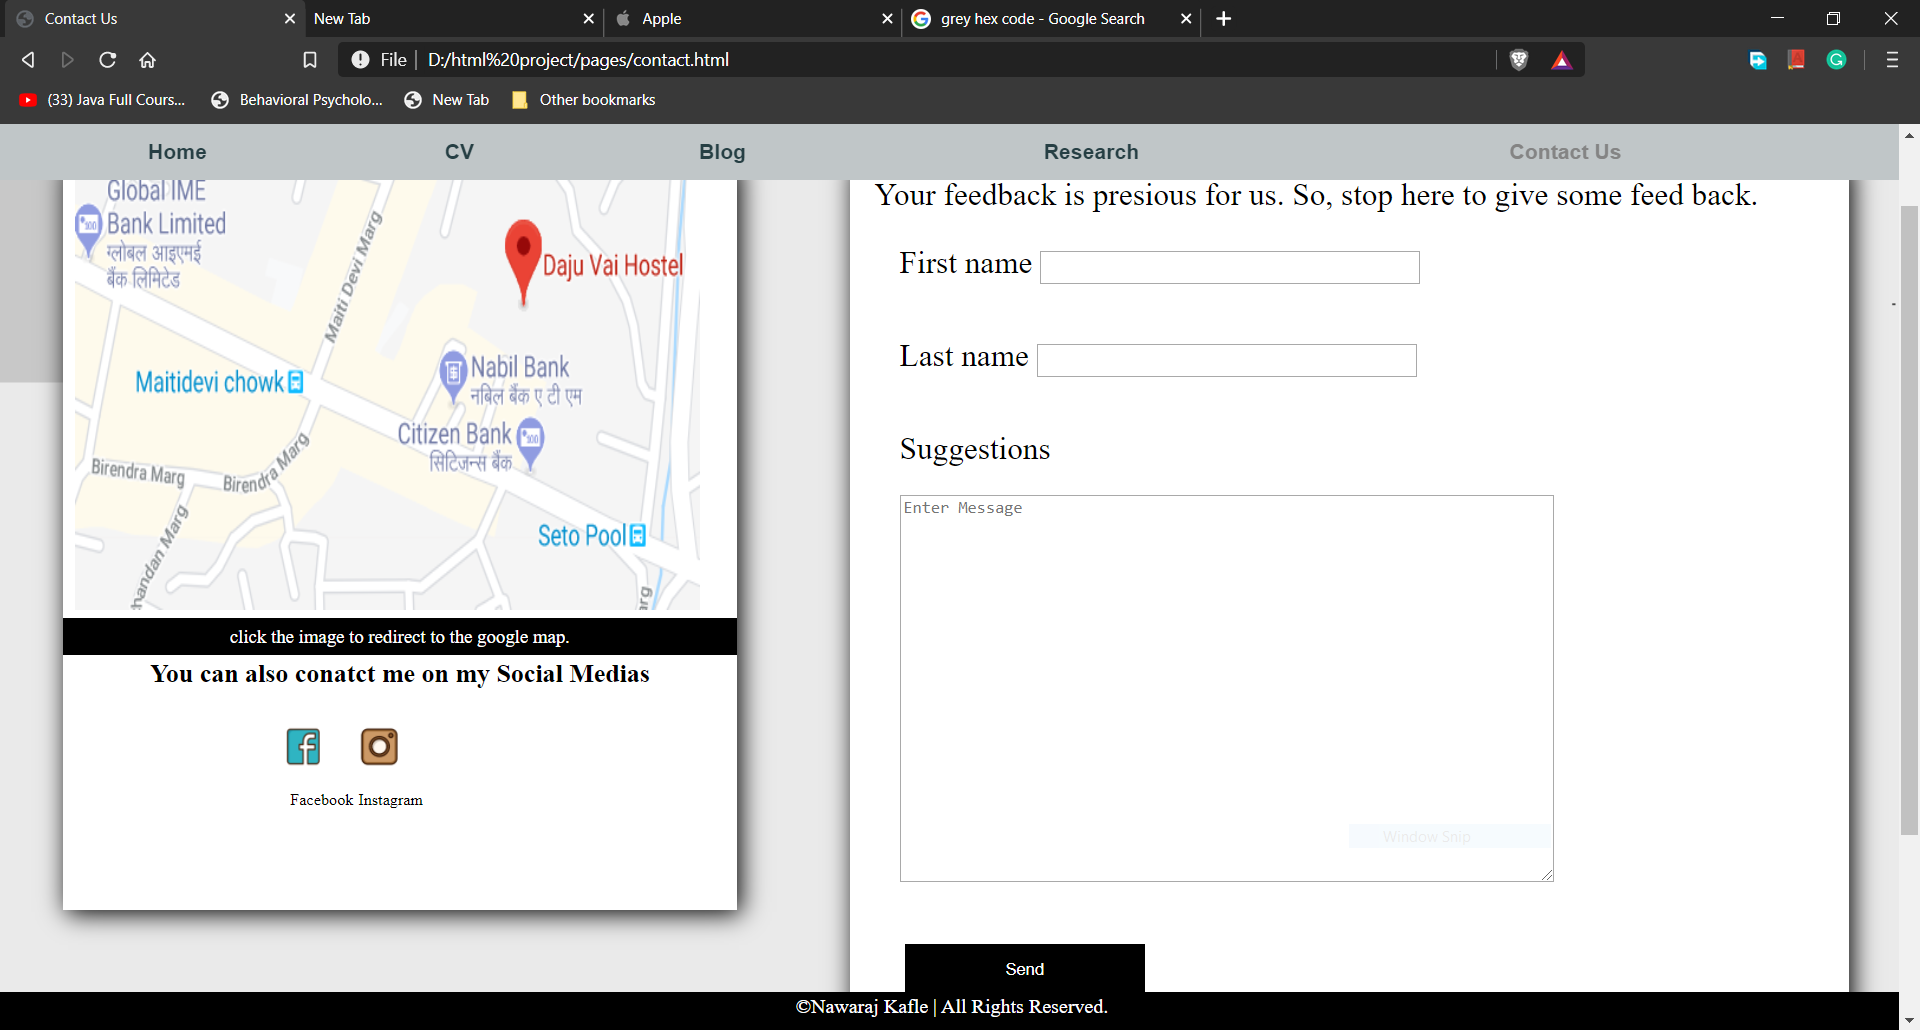 Contact Us
New Tab
Apple
grey hex code - Google Search
File
D:/html%20project/pages/contact.html
(33) Java Full Cours...
Behavioral Psycholo...
New Tab
Other bookmarks
Home
CV
Blog
Research
Contact Us
Global IME
Bank Limited
ग्लोबल आइएमई
बैंक लिमिटेड
Maiti Devi Marg
Daju Vai Hostel
Maitidevi chowk
Nabil Bank
नबिल बैंक ए टी एम
Citizen Bank
सिटिजन्स बैंक
Birendra Marg
Birendra Marg
nandan Marg
Seto Pool
arg
click the image to redirect to the google map.
You can also conatct me on my Social Medias
Facebook Instagram
Your feedback is presious for us. So, stop here to give some feed back.
First name
Last name
Suggestions
Enter Message
Window Snip
Send
©Nawaraj Kafle | All Rights Reserved.